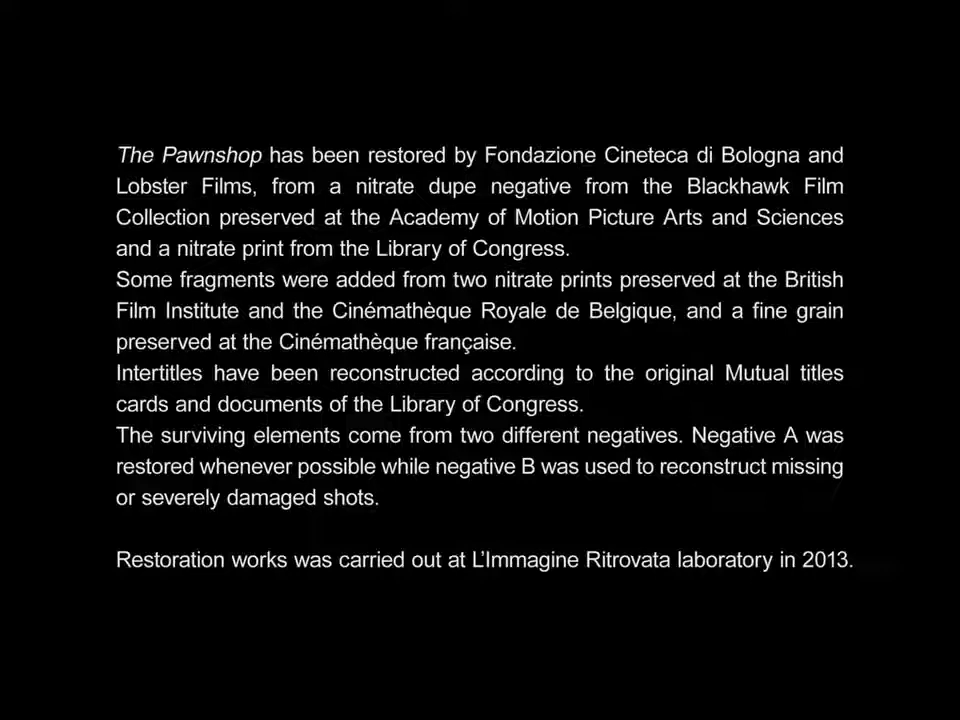 The Pawnshop has been restored by Fondazione Cineteca di Bologna and
Lobster Films, from a nitrate dupe negative from the Blackhawk Film
Collection preserved at the Academy of Motion Picture Arts and Sciences
and a nitrate print from the Library of Congress.
Some fragments were added from two nitrate prints preserved at the British
Film Institute and the Cinémathèque Royale de Belgique, and a fine grain
preserved at the Cinémathèque française.
Intertitles have been reconstructed according to the original Mutual titles
cards and documents of the Library of Congress.
The surviving elements come from two different negatives. Negative A was
restored whenever possible while negative B was used to reconstruct missing
or severely damaged shots.
Restoration works was carried out at L’Immagine Ritrovata laboratory in 2013.